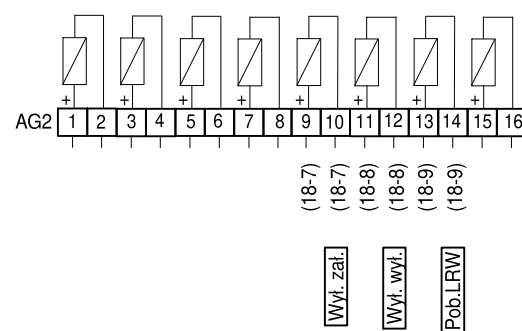 + + + + + + + +
AG2 1 2 3 4 5 6 7 8 9 10 11 12 13 14 15 16
(18-7) (18-7) (18-8) (18-8) (18-9) (18-9)
Wył. zał. Wył. wył. Pob.LRW